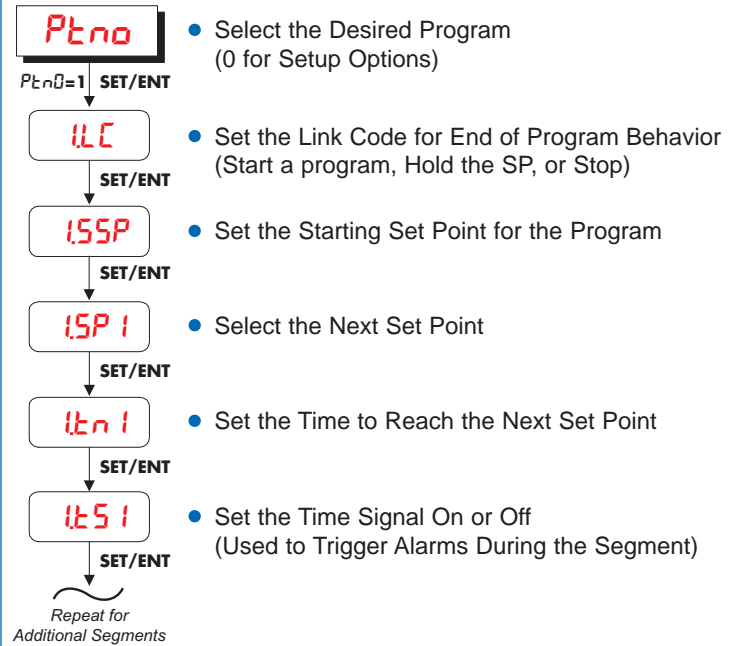 Ptno
Select the Desired Program
(0 for Setup Options)
Ptn0=1 SET/ENT
1.LC
Set the Link Code for End of Program Behavior
(Start a program, Hold the SP, or Stop)
SET/ENT
1.SSP
Set the Starting Set Point for the Program
SET/ENT
1.SP1
Select the Next Set Point
SET/ENT
1.tn1
Set the Time to Reach the Next Set Point
SET/ENT
1.tS1
Set the Time Signal On or Off
(Used to Trigger Alarms During the Segment)
SET/ENT
Repeat for
Additional Segments